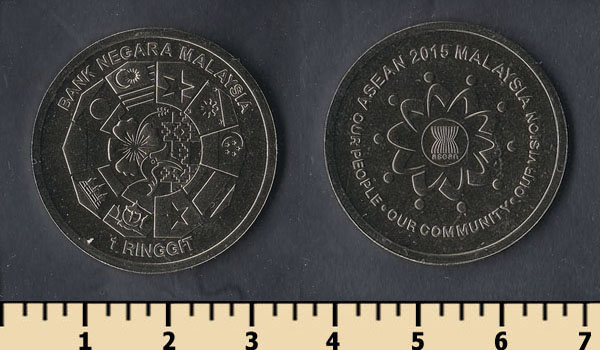 BANK NEGARA MALAYSIA
1 RINGGIT
ASEAN 2015 MALAYSIA
OUR PEOPLE • OUR COMMUNITY • OUR VISION
asean
1 2 3 4 5 6 7